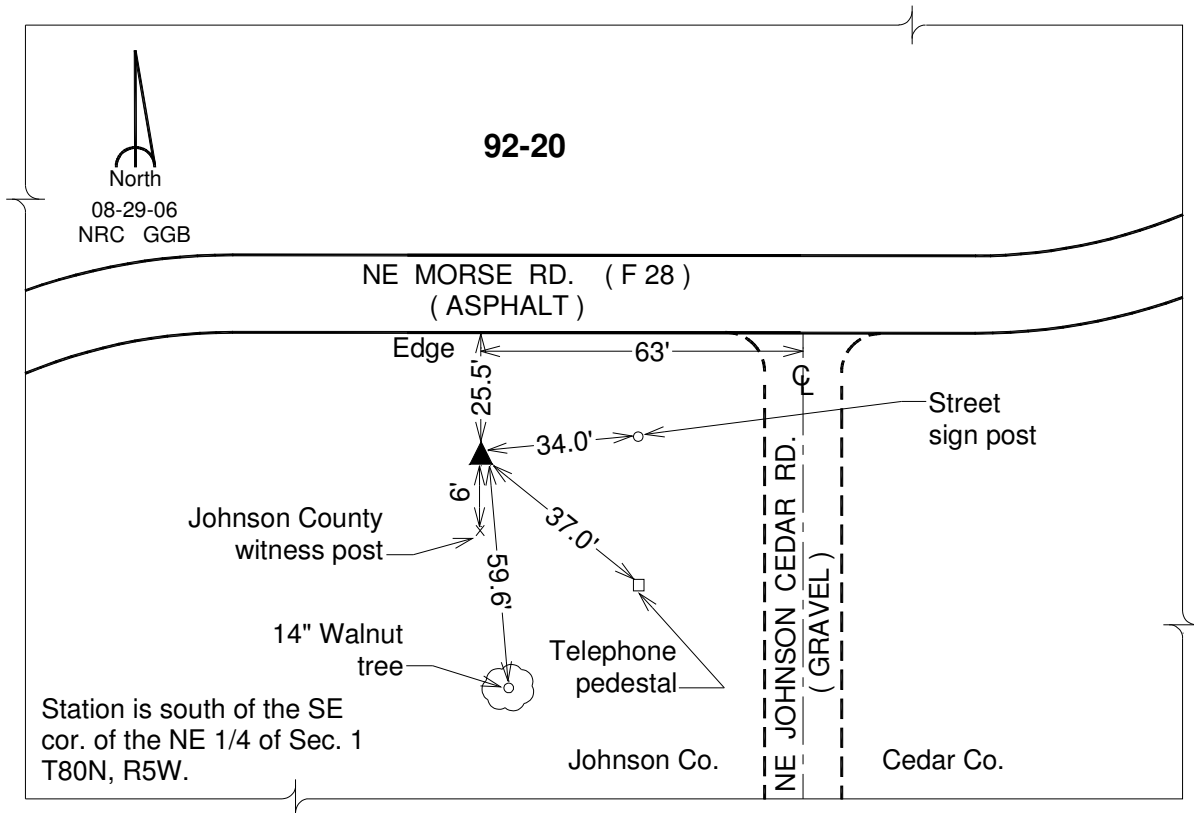 92-20
North
08-29-06
NRC GGB
NE MORSE RD. ( F 28 )
( ASPHALT )
Edge
63'
25.5'
℄
Street
sign post
34.0'
6'
Johnson County
witness post
37.0'
59.6'
14" Walnut
tree
Telephone
pedestal
NE JOHNSON CEDAR RD.
( GRAVEL )
Station is south of the SE
cor. of the NE 1/4 of Sec. 1
T80N, R5W.
Johnson Co.
Cedar Co.